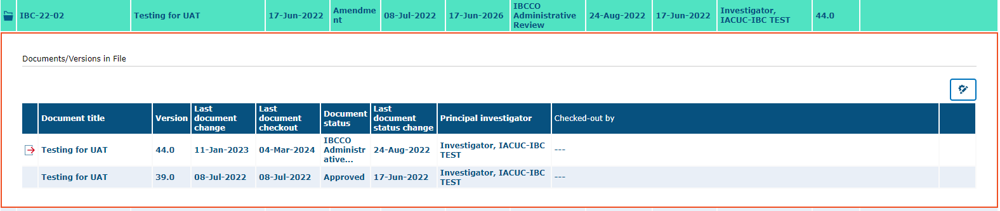 IBC-22-02 Testing for UAT 17-Jun-2022 Amendme
nt 08-Jul-2022 17-Jun-2026 IBCCO
Administrative
Review 24-Aug-2022 17-Jun-2022 Investigator,
IACUC-IBC TEST 44.0
Documents/Versions in File
Document title Version Last
document
change Last
document
checkout Document
status Last
document
status change Principal investigator Checked-out by
Testing for UAT 44.0 11-Jan-2023 04-Mar-2024 IBCCO
Administr
ative... 24-Aug-2022 Investigator, IACUC-IBC
TEST ---
Testing for UAT 39.0 08-Jul-2022 08-Jul-2022 Approved 17-Jun-2022 Investigator, IACUC-IBC
TEST ---